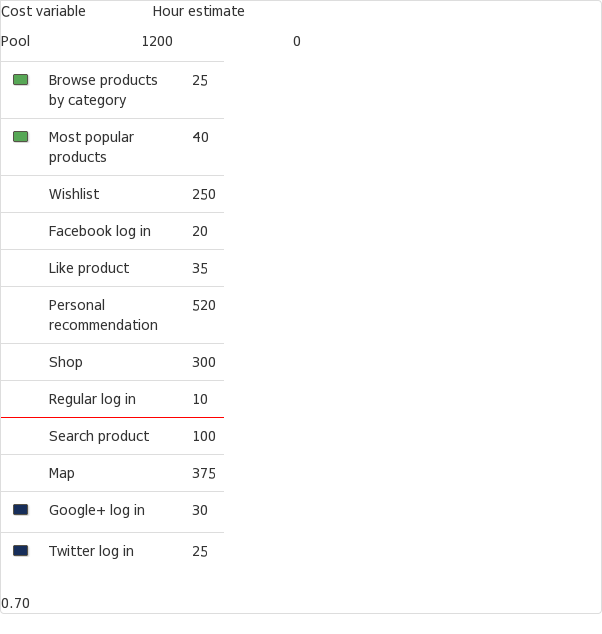 Cost variable Hour estimate
Pool 1200 0
Browse products 25
by category
Most popular 40
products
Wishlist 250
Facebook log in 20
Like product 35
Personal 520
recommendation
Shop 300
Regular log in 10
Search product 100
Map 375
Google+ log in 30
Twitter log in 25
0.70